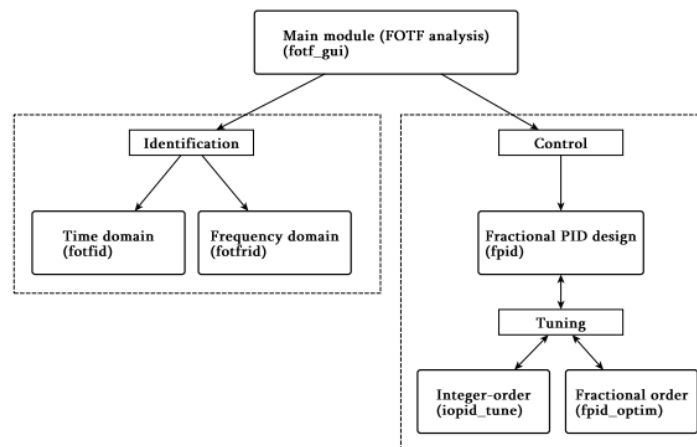 Main module (FOTF analysis)
(fotf_gui)
Identification
Time domain
(fotfid)
Frequency domain
(fotfrid)
Control
Fractional PID design
(fpid)
Tuning
Integer-order
(iopid_tune)
Fractional order
(fpid_optim)